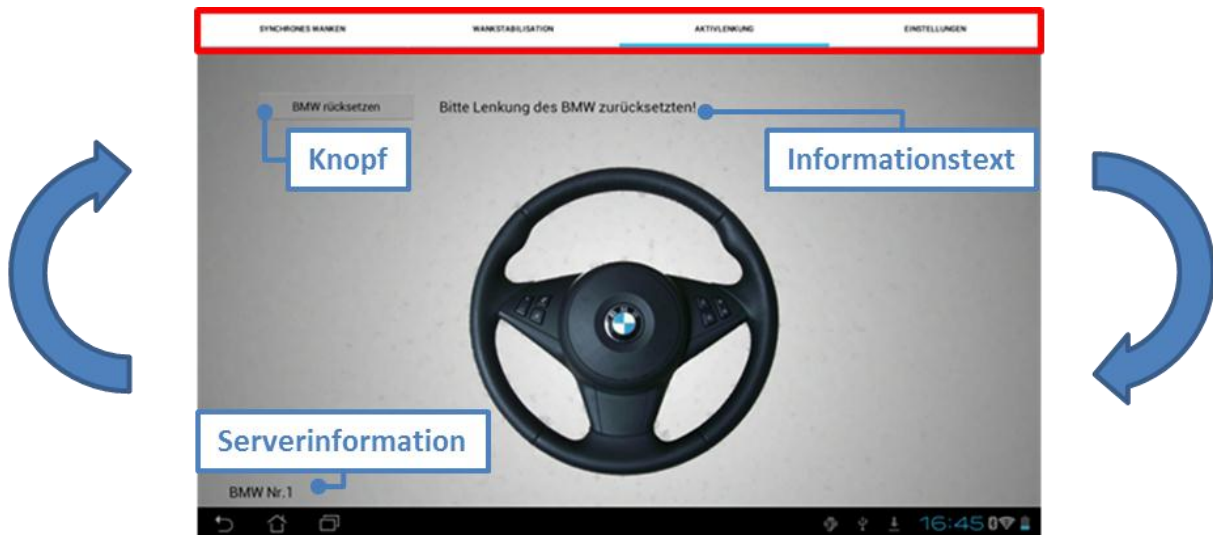 SYNCHRONES WANKEN WANKSTABILISATION AKTIVLENKUNG EINSTELLUNGEN
BMW rücksetzen Bitte Lenkung des BMW zurücksetzten!
Knopf Informationstext
BMW
Serverinformation
BMW Nr.1
16:45